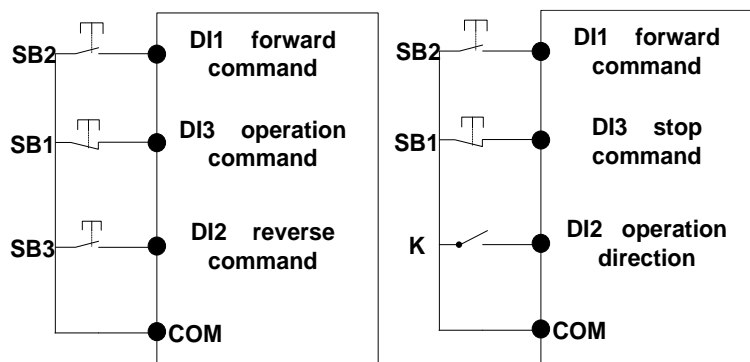 SB2
DI1 forward
command
SB1
DI3 operation
command
SB3
DI2 reverse
command
COM
SB2
DI1 forward
command
SB1
DI3 stop
command
K
DI2 operation
direction
COM